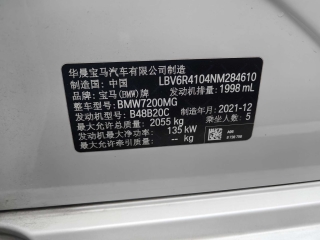 华晨宝马汽车有限公司制造
制造国：中国 LBV6R4104NM284610
品牌：宝马(BMW)牌 发动机排量：1998 mL
整车型号：BMW7200MG
发动机型号：B48B20C 制造年月：2021-12
最大允许总质量：2055 kg 乘坐人数：5
发动机最大净功率：135 kW
最大允许牵引质量：— kg